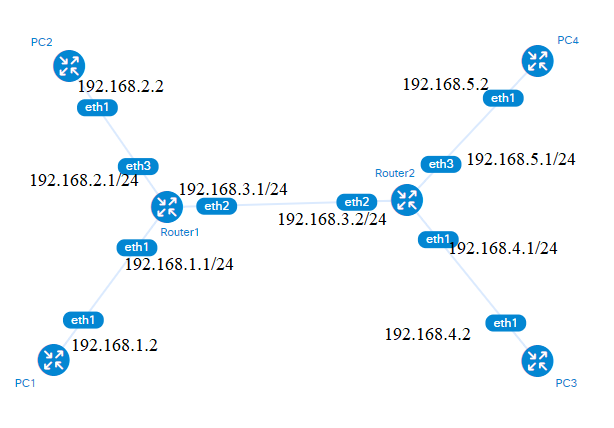 PC2
PC4
192.168.2.2
192.168.5.2
eth1
eth1
eth3
eth3
192.168.5.1/24
192.168.2.1/24
Router2
192.168.3.1/24
eth2
eth2
192.168.3.2/24
Router1
eth1
eth1
192.168.4.1/24
192.168.1.1/24
eth1
eth1
192.168.4.2
192.168.1.2
PC1
PC3